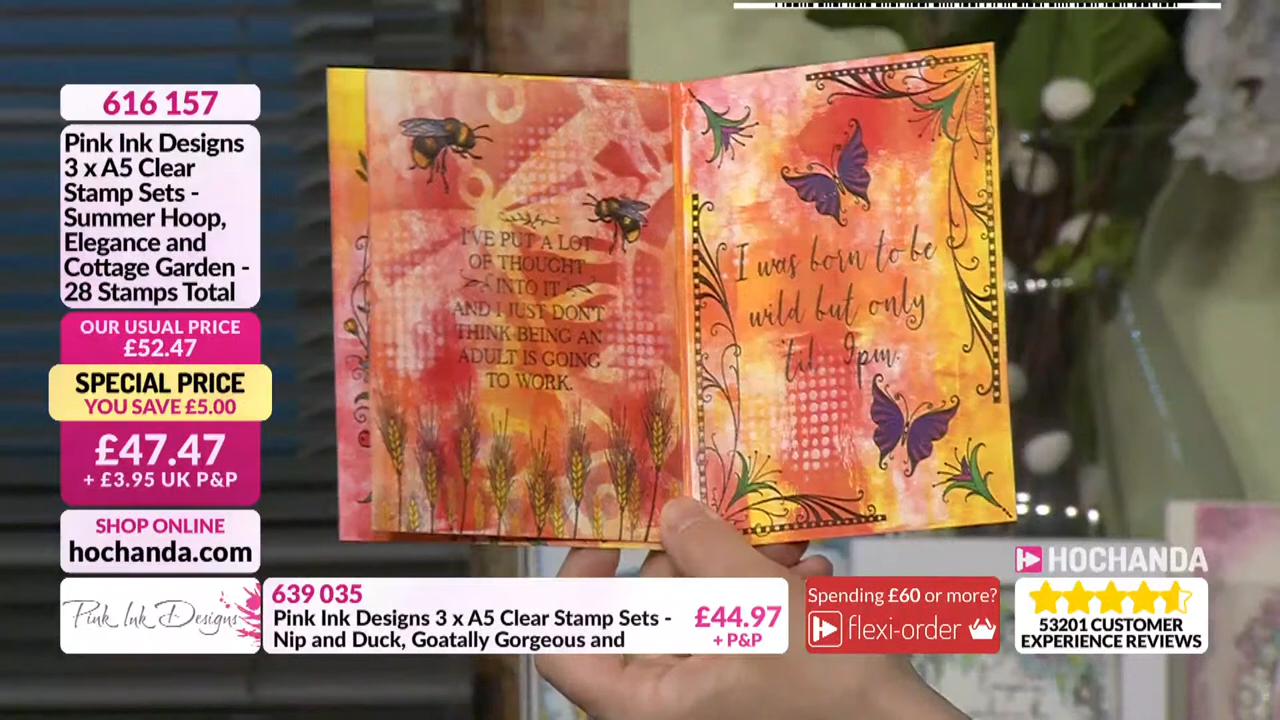 616 157
Pink Ink Designs
3 x A5 Clear
Stamp Sets -
Summer Hoop,
Elegance and
Cottage Garden -
28 Stamps Total
OUR USUAL PRICE
£52.47
SPECIAL PRICE
YOU SAVE £5.00
£47.47
+ £3.95 UK P&P
SHOP ONLINE
hochanda.com
I'VE PUT A LOT
OF THOUGHT
INTO IT
AND I JUST DON'T
THINK BEING AN
ADULT IS GOING
TO WORK.
I was born to be
wild but only
'til 9pm.
Pink Ink Designs
639 035
Pink Ink Designs 3 x A5 Clear Stamp Sets -
Nip and Duck, Goatally Gorgeous and
£44.97
+ P&P
Spending £60 or more?
flexi-order
HOCHANDA
53201 CUSTOMER
EXPERIENCE REVIEWS